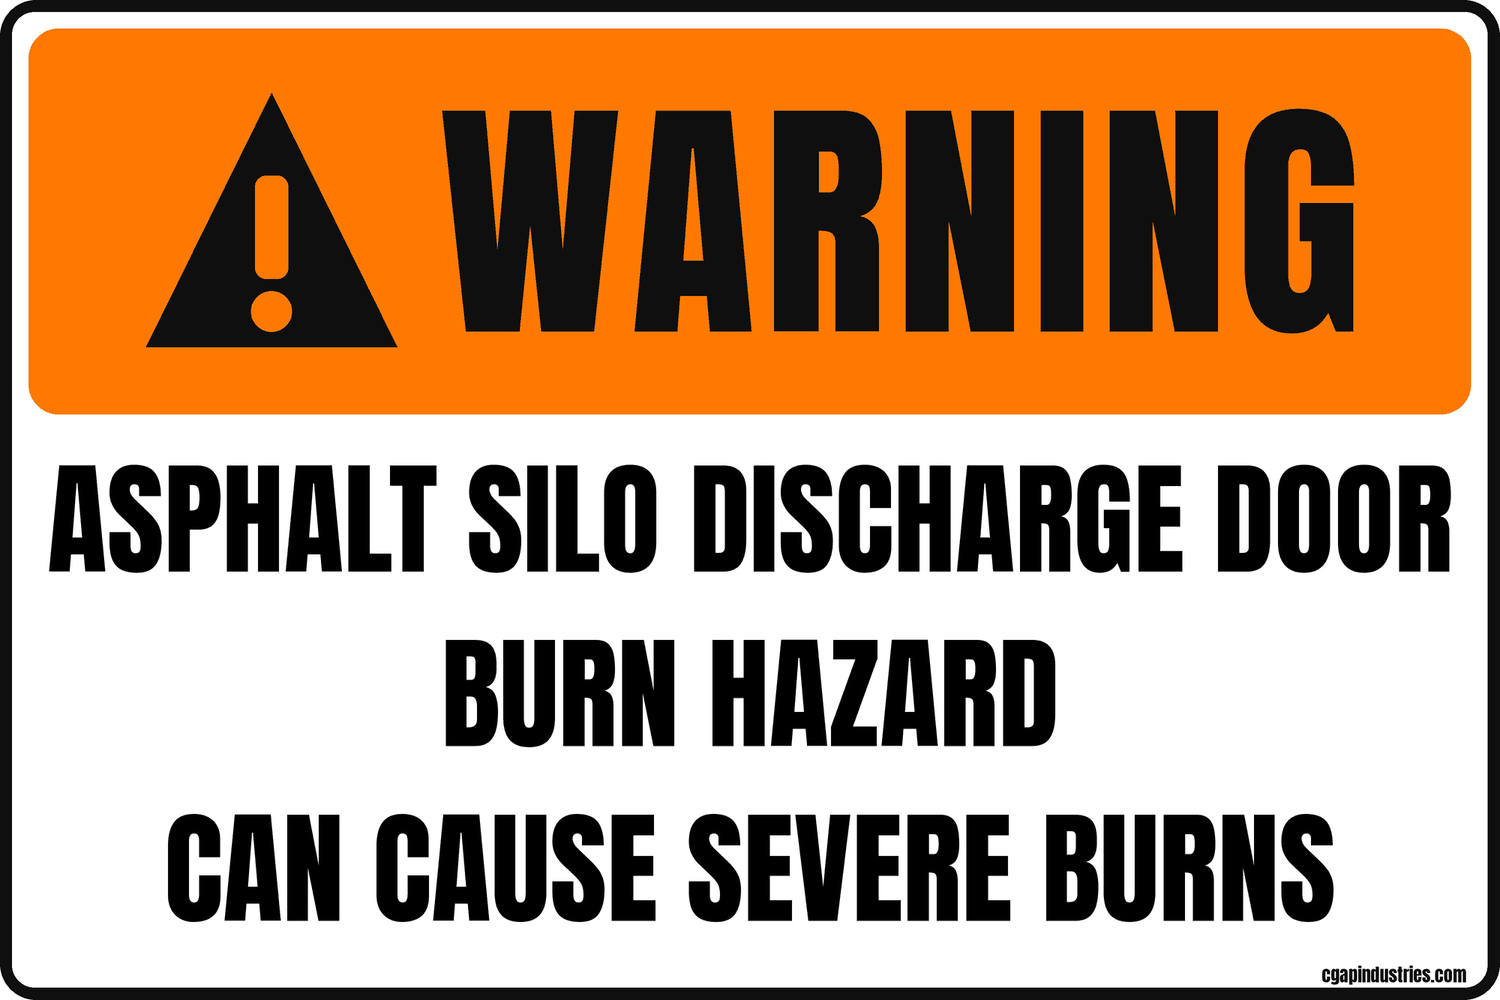 WARNING
ASPHALT SILO DISCHARGE DOOR
BURN HAZARD
CAN CAUSE SEVERE BURNS
cgapindustries.com